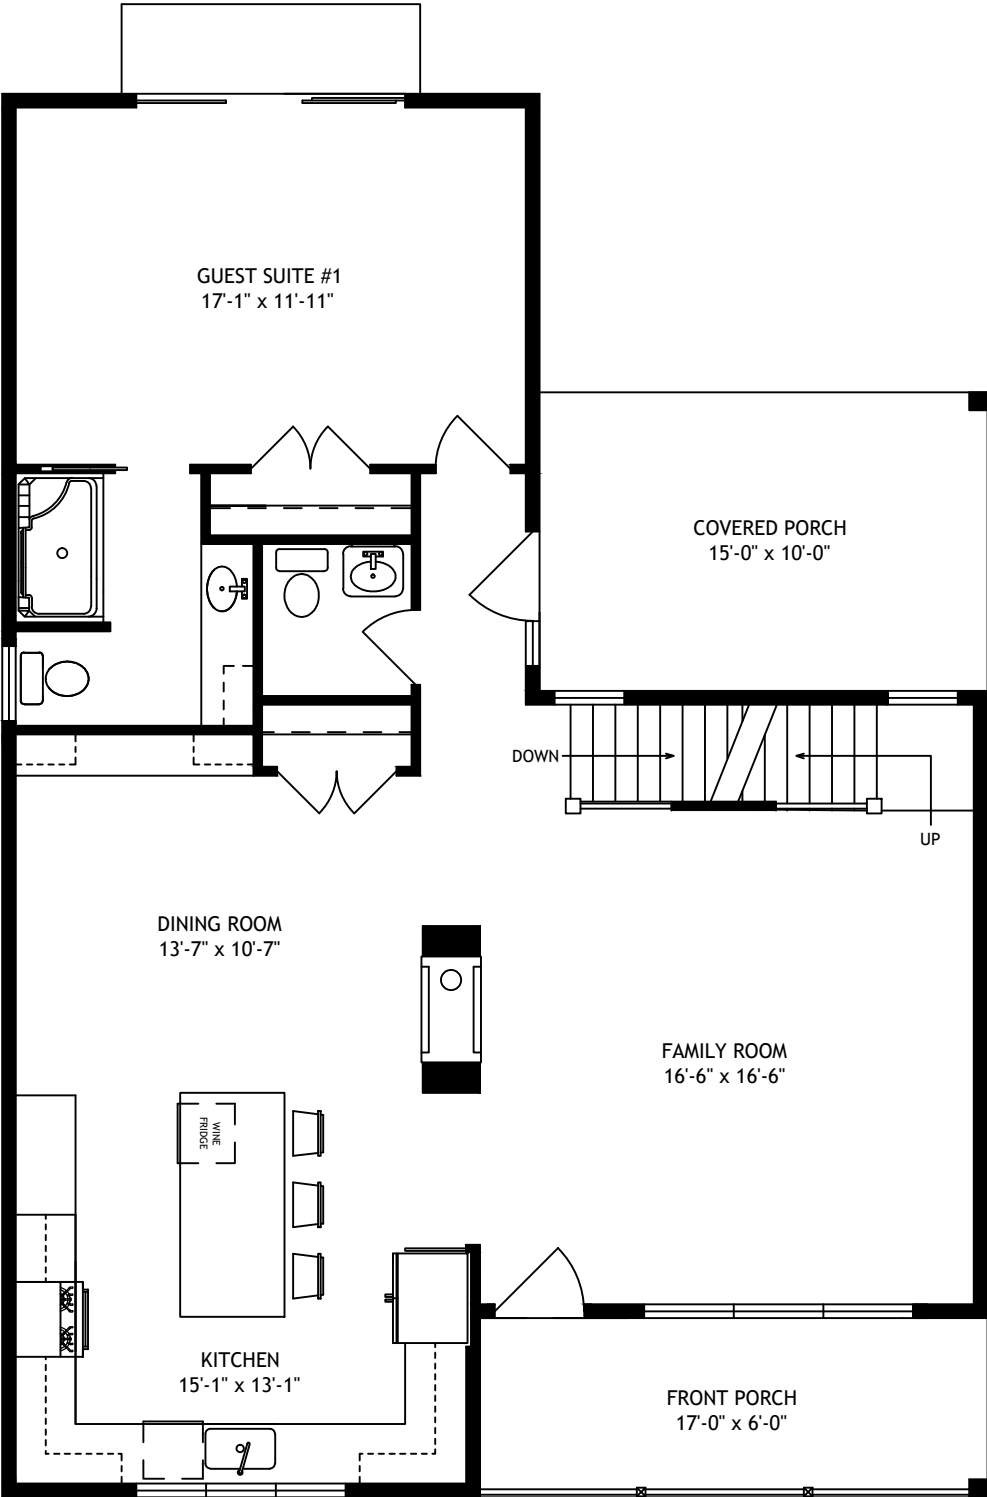 GUEST SUITE #1
17'-1" x 11'-11"
COVERED PORCH
15'-0" x 10'-0"
DOWN
UP
DINING ROOM
13'-7" x 10'-7"
FAMILY ROOM
16'-6" x 16'-6"
WINE
FRIDGE
KITCHEN
15'-1" x 13'-1"
FRONT PORCH
17'-0" x 6'-0"